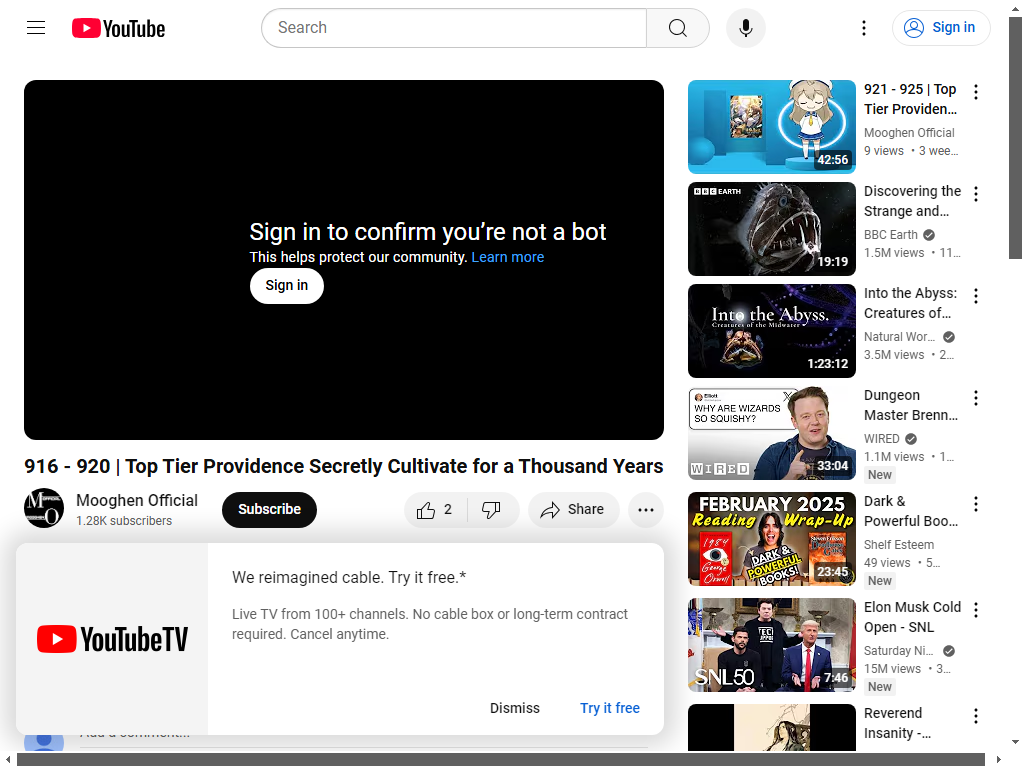 YouTube
Search
Sign in
Sign in to confirm you’re not a bot
This helps protect our community. Learn more
Sign in
916 - 920 | Top Tier Providence Secretly Cultivate for a Thousand Years
Mooghen Official
1.28K subscribers
Subscribe
2
Share
We reimagined cable. Try it free.*
Live TV from 100+ channels. No cable box or long-term contract
required. Cancel anytime.
YouTubeTV
Dismiss
Try it free
Add a comment...
42:56
921 - 925 | Top
Tier Providen...
Mooghen Official
9 views • 3 wee...
BBC EARTH
19:19
Discovering the
Strange and...
BBC Earth
1.5M views • 11...
Into the Abyss.
Creatures of the Midwater
1:23:12
Into the Abyss:
Creatures of...
Natural Wor...
3.5M views • 2...
Elliott
WHY ARE WIZARDS
SO SQUISHY?
WIRED
33:04
Dungeon
Master Brenn...
WIRED
1.1M views • 1...
New
FEBRUARY 2025
Reading Wrap-Up
1984
George
Orwell
DARK &
POWERFUL
BOOKS!
23:45
Dark &
Powerful Boo...
Shelf Esteem
49 views • 5...
New
TECH
SNL50
7:46
Elon Musk Cold
Open - SNL
Saturday Ni...
15M views • 3...
New
Reverend
Insanity -...